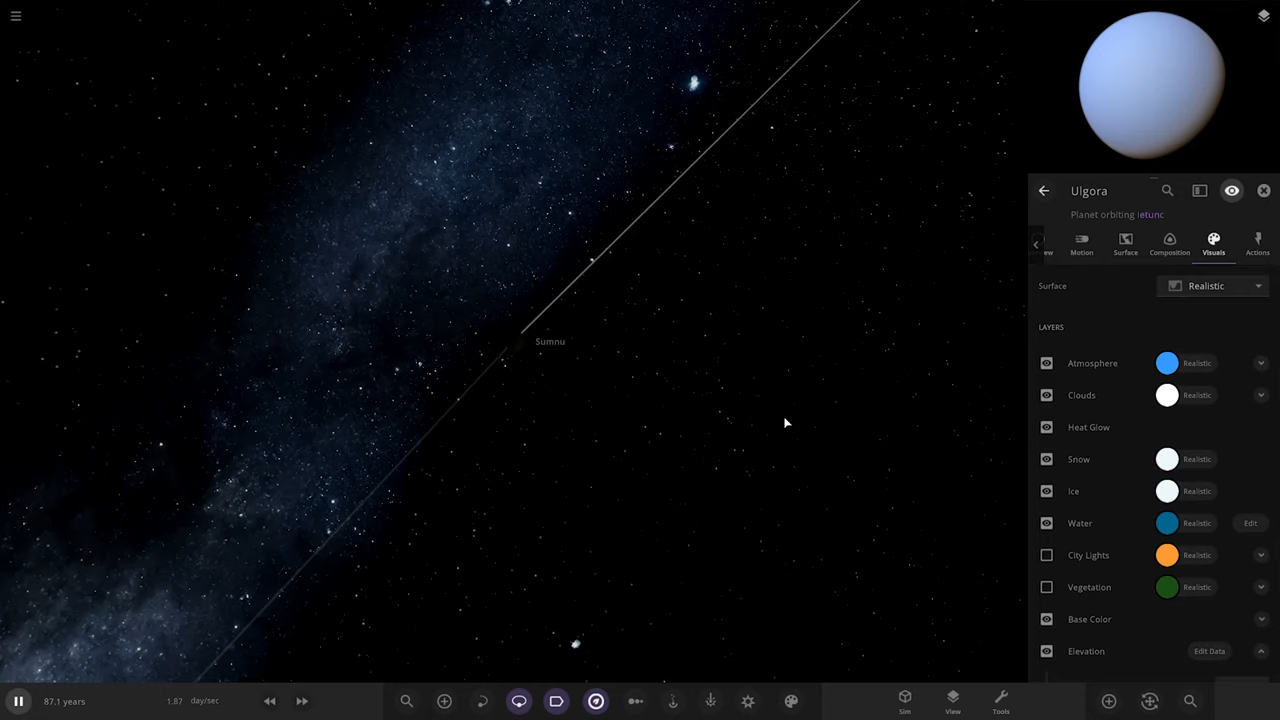 Ulgora
Planet orbiting Ietunc
ew
Motion
Surface
Composition
Visuals
Actions
Surface
Realistic
LAYERS
Sumnu
Atmosphere
Realistic
Clouds
Realistic
Heat Glow
Snow
Realistic
Ice
Realistic
Water
Realistic
Edit
City Lights
Realistic
Vegetation
Realistic
Base Color
Elevation
Edit Data
87.1 years
1.87 day/sec
Sim
View
Tools